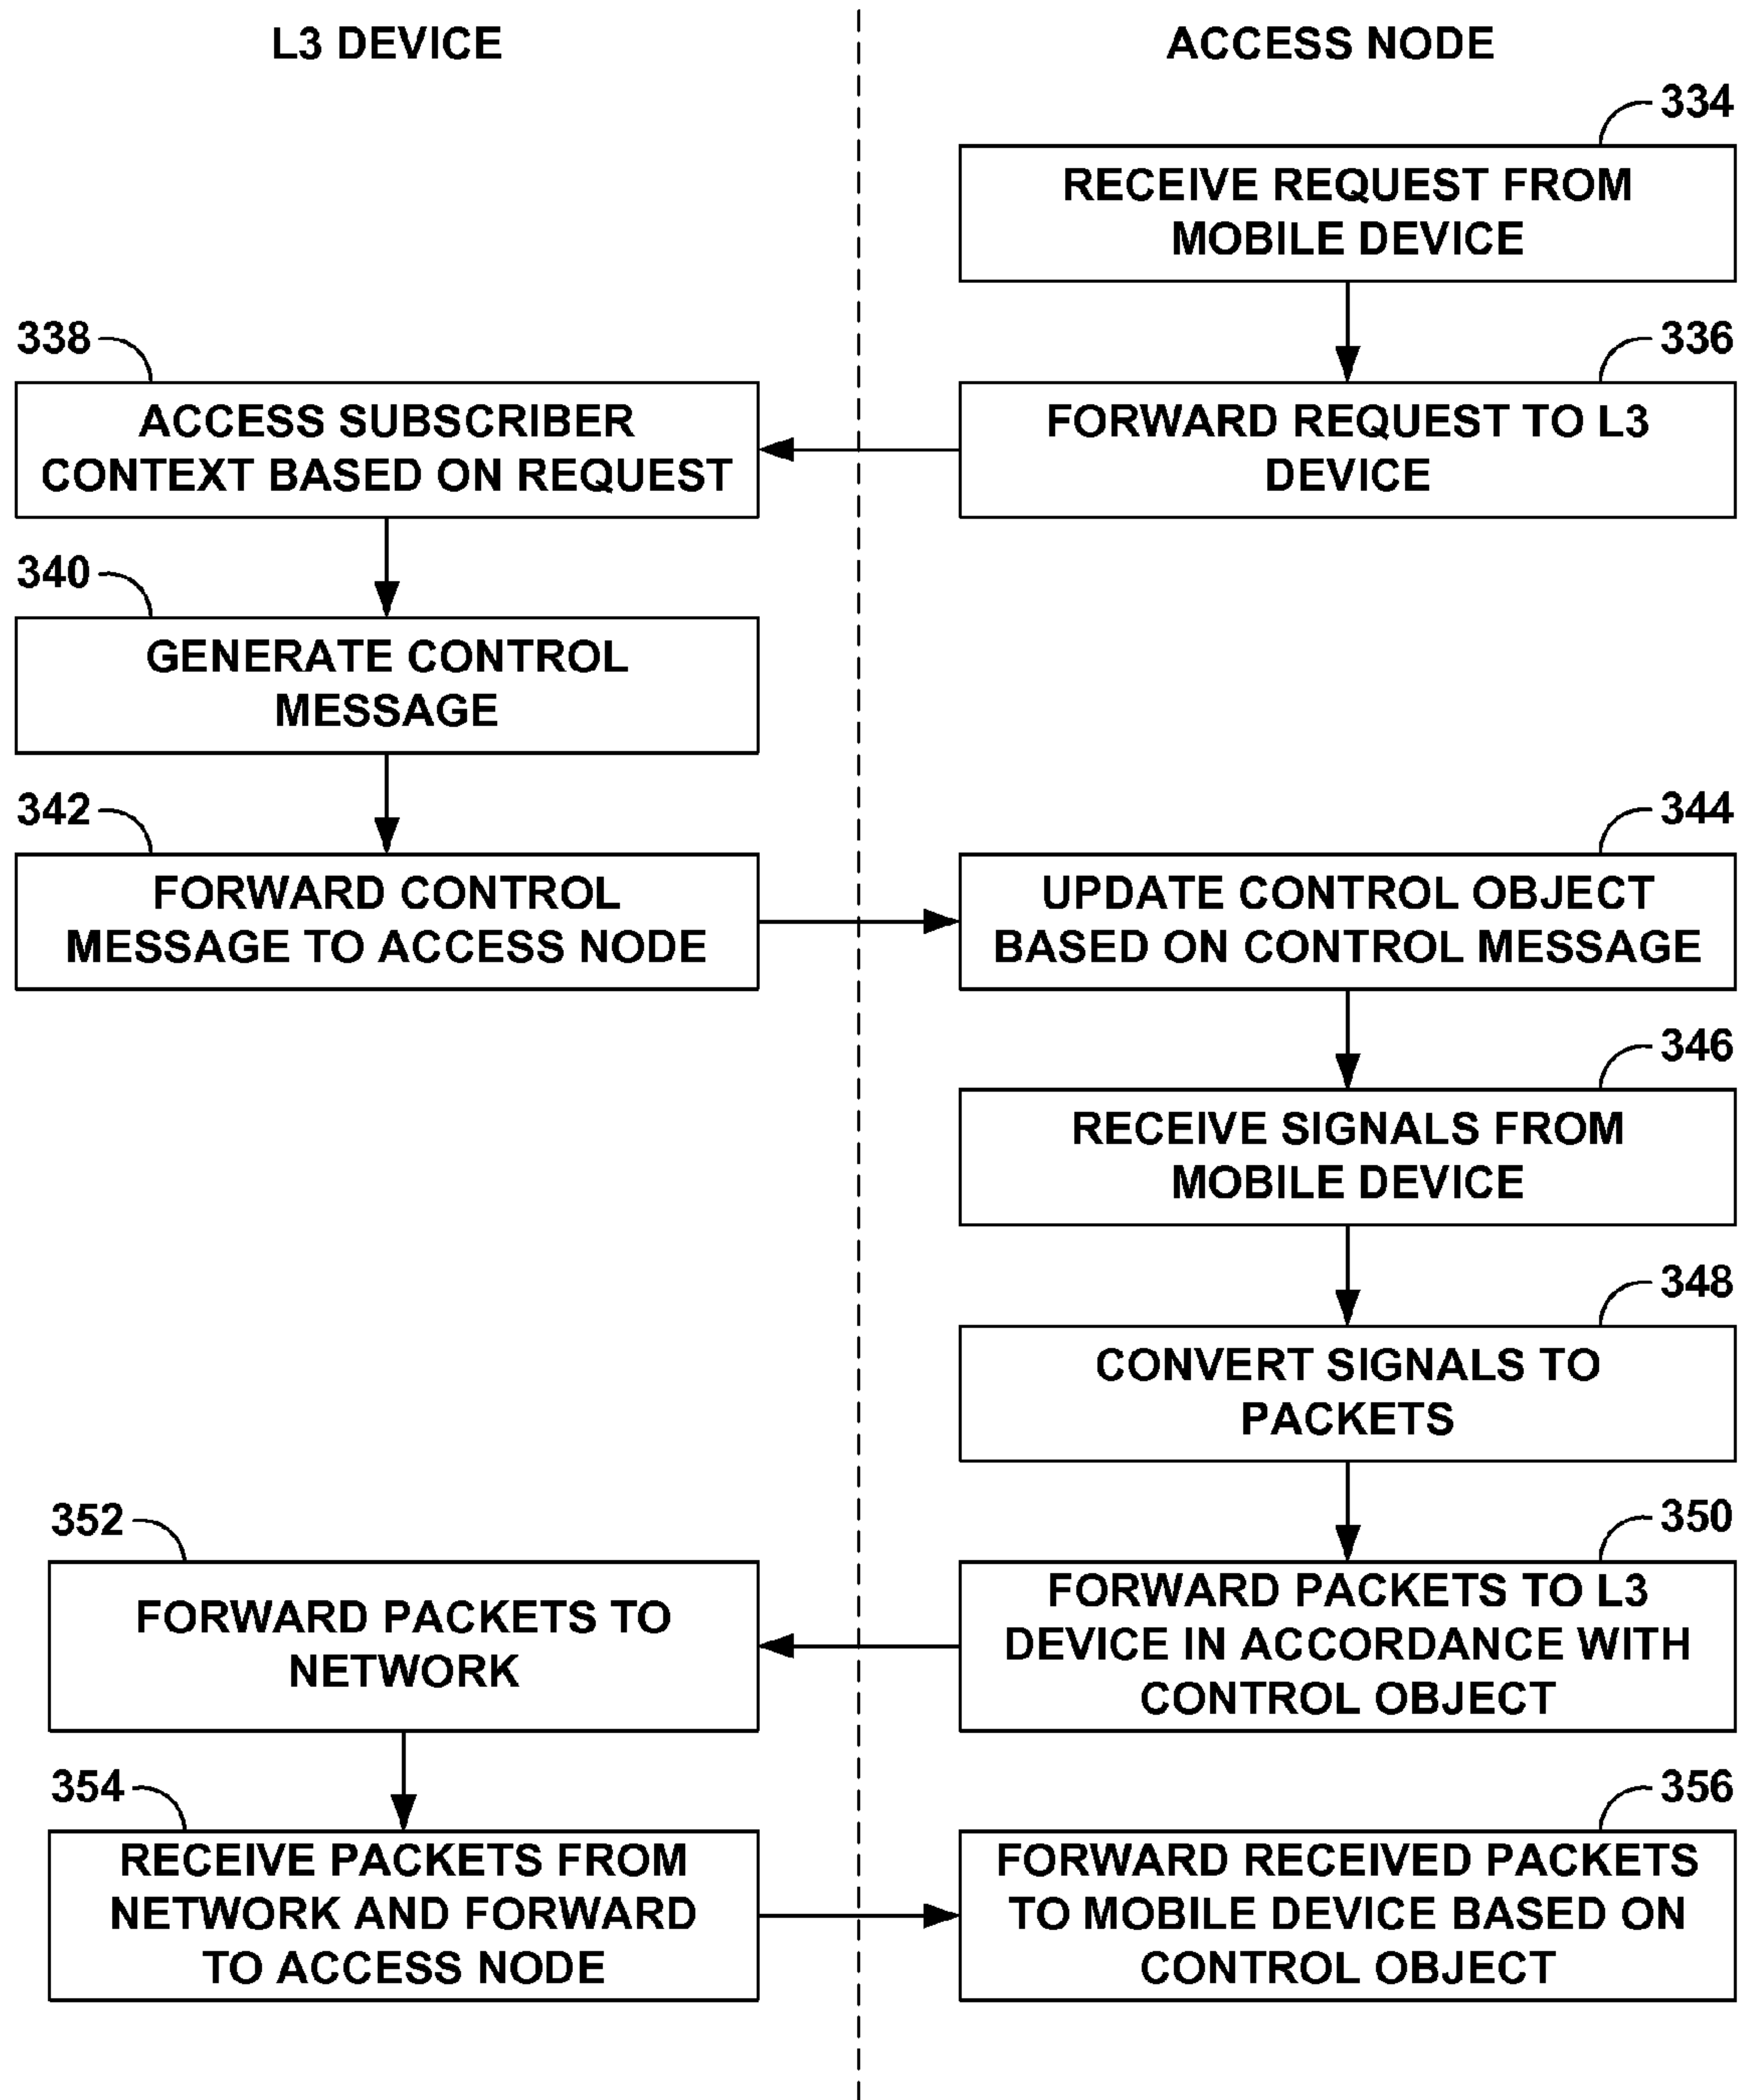 L3 DEVICE
ACCESS NODE
334
RECEIVE REQUEST FROM
MOBILE DEVICE
336
FORWARD REQUEST TO L3
DEVICE
338
ACCESS SUBSCRIBER
CONTEXT BASED ON REQUEST
340
GENERATE CONTROL
MESSAGE
342
FORWARD CONTROL
MESSAGE TO ACCESS NODE
344
UPDATE CONTROL OBJECT
BASED ON CONTROL MESSAGE
346
RECEIVE SIGNALS FROM
MOBILE DEVICE
348
CONVERT SIGNALS TO
PACKETS
350
FORWARD PACKETS TO L3
DEVICE IN ACCORDANCE WITH
CONTROL OBJECT
352
FORWARD PACKETS TO
NETWORK
354
RECEIVE PACKETS FROM
NETWORK AND FORWARD
TO ACCESS NODE
356
FORWARD RECEIVED PACKETS
TO MOBILE DEVICE BASED ON
CONTROL OBJECT